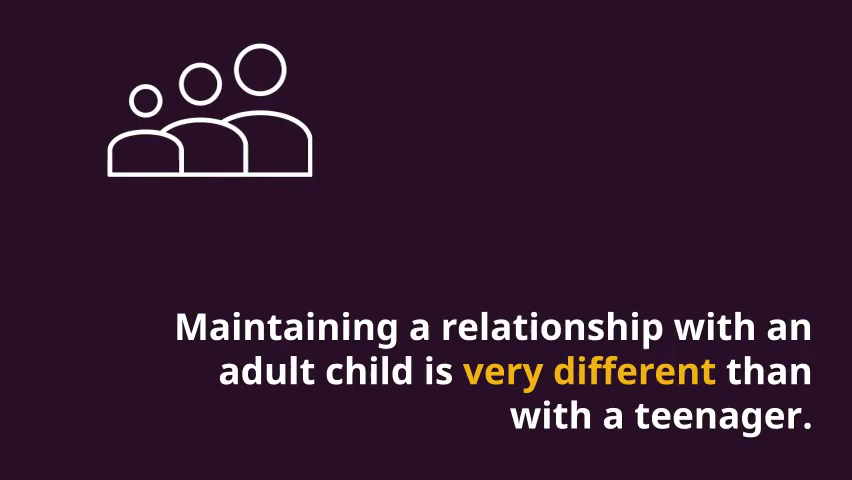 Maintaining a relationship with an
adult child is very different than
with a teenager.